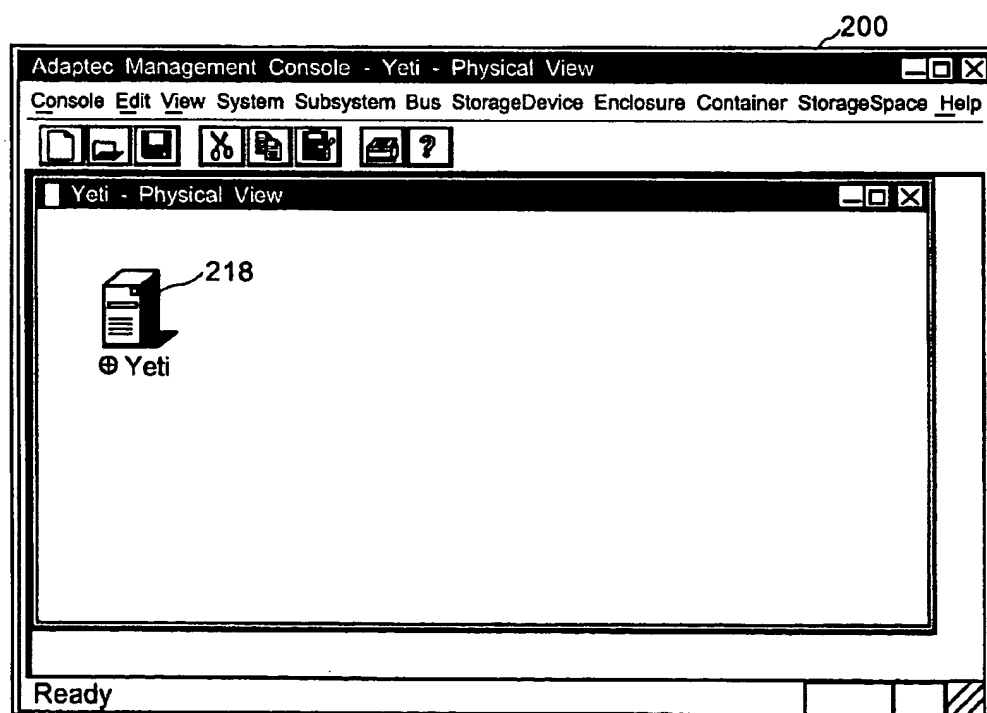 200
Adaptec Management Console - Yeti - Physical View
Console Edit View System Subsystem Bus StorageDevice Enclosure Container StorageSpace Help
?
Yeti - Physical View
218
⊕ Yeti
Ready